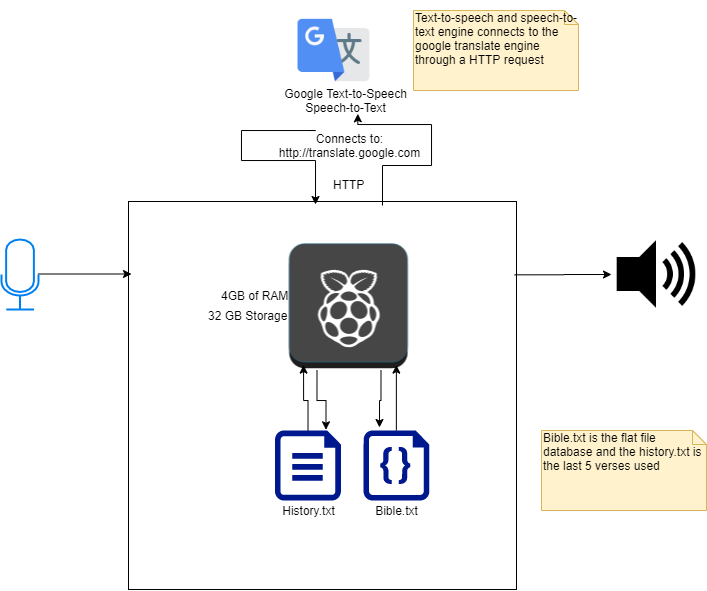 Text-to-speech and speech-to-
text engine connects to the
google translate engine
through a HTTP request
G 文
Google Text-to-Speech
Speech-to-Text
Connects to:
http://translate.google.com
HTTP
4GB of RAM
32 GB Storage
{}
History.txt
Bible.txt
Bible.txt is the flat file
database and the history.txt is
the last 5 verses used